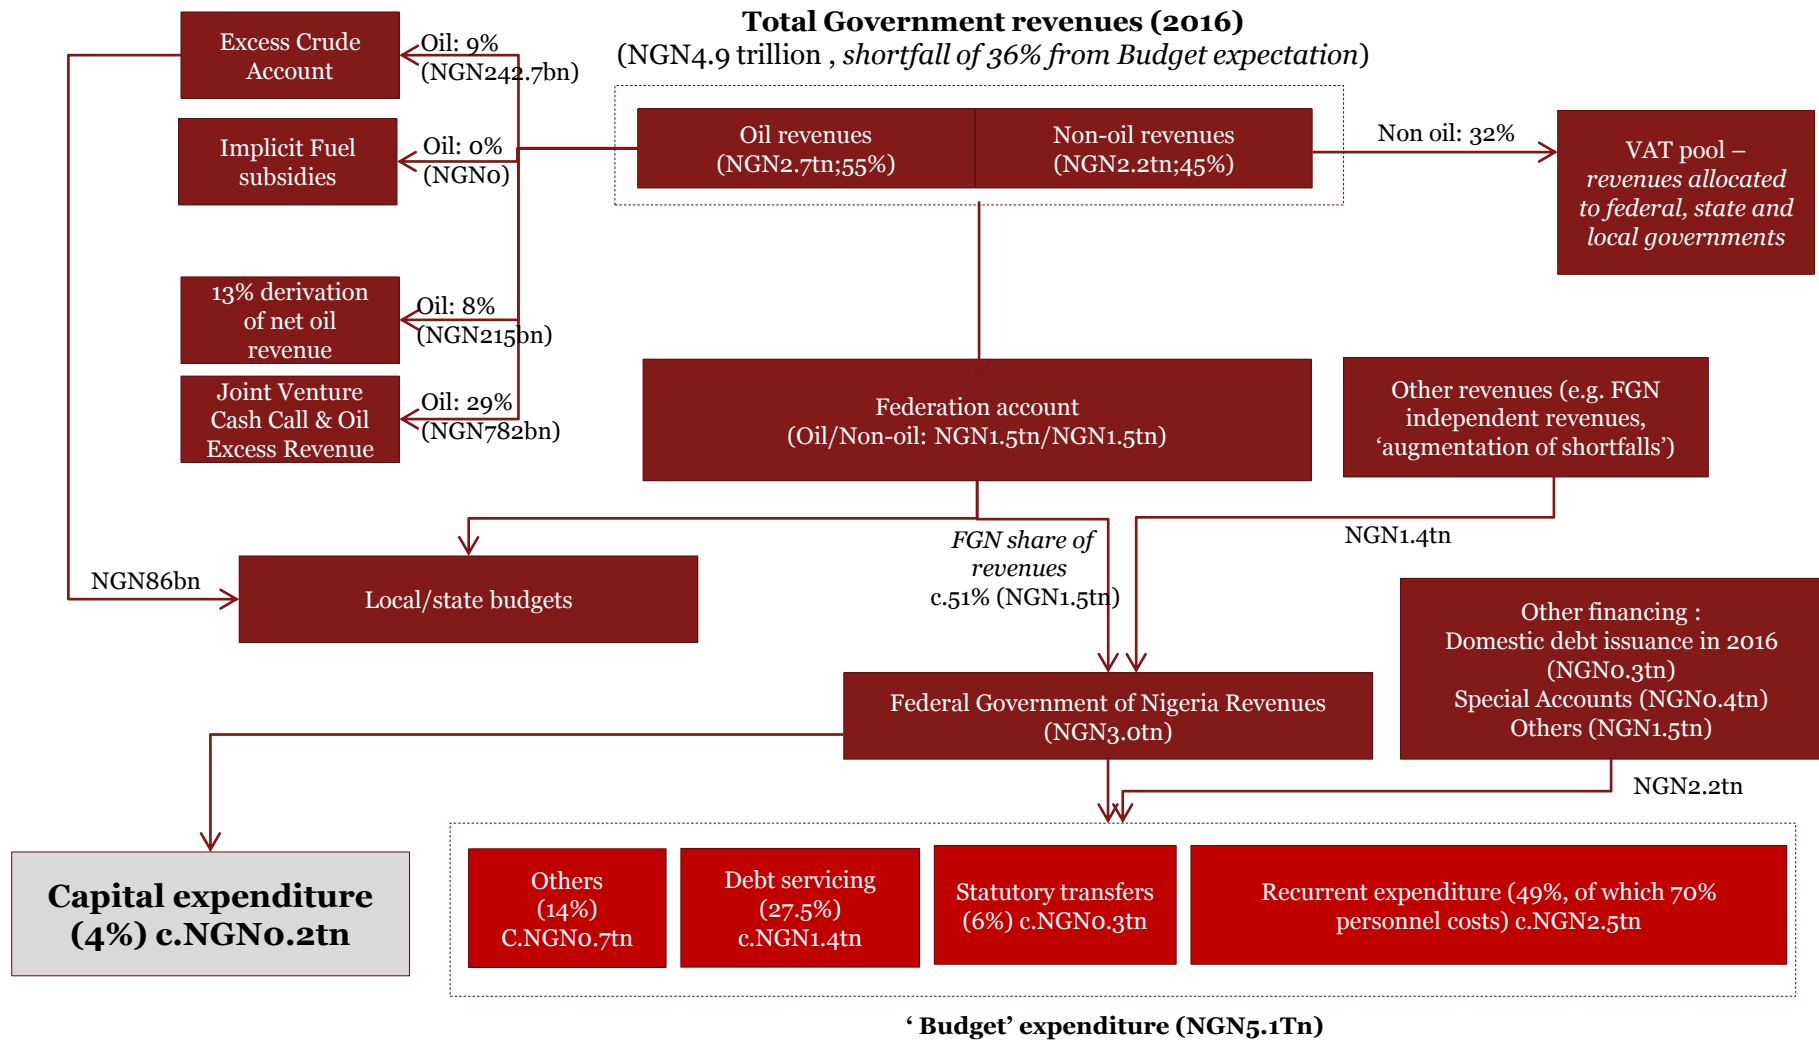 Total Government revenues (2016)
(NGN4.9 trillion , shortfall of 36% from Budget expectation)
Excess Crude
Account
Oil: 9%
(NGN242.7bn)
Implicit Fuel
subsidies
Oil: 0%
(NGN0)
Oil revenues
(NGN2.7tn;55%)
Non-oil revenues
(NGN2.2tn;45%)
Non oil: 32%
VAT pool –
revenues allocated
to federal, state and
local governments
13% derivation
of net oil
revenue
Oil: 8%
(NGN215bn)
Joint Venture
Cash Call & Oil
Excess Revenue
Oil: 29%
(NGN782bn)
Federation account
(Oil/Non-oil: NGN1.5tn/NGN1.5tn)
Other revenues (e.g. FGN
independent revenues,
‘augmentation of shortfalls’)
NGN86bn
Local/state budgets
FGN share of
revenues
c.51% (NGN1.5tn)
NGN1.4tn
Other financing :
Domestic debt issuance in 2016
(NGN0.3tn)
Special Accounts (NGN0.4tn)
Others (NGN1.5tn)
Federal Government of Nigeria Revenues
(NGN3.0tn)
NGN2.2tn
Capital expenditure
(4%) c.NGN0.2tn
Others
(14%)
C.NGN0.7tn
Debt servicing
(27.5%)
c.NGN1.4tn
Statutory transfers
(6%) c.NGN0.3tn
Recurrent expenditure (49%, of which 70%
personnel costs) c.NGN2.5tn
‘ Budget’ expenditure (NGN5.1Tn)